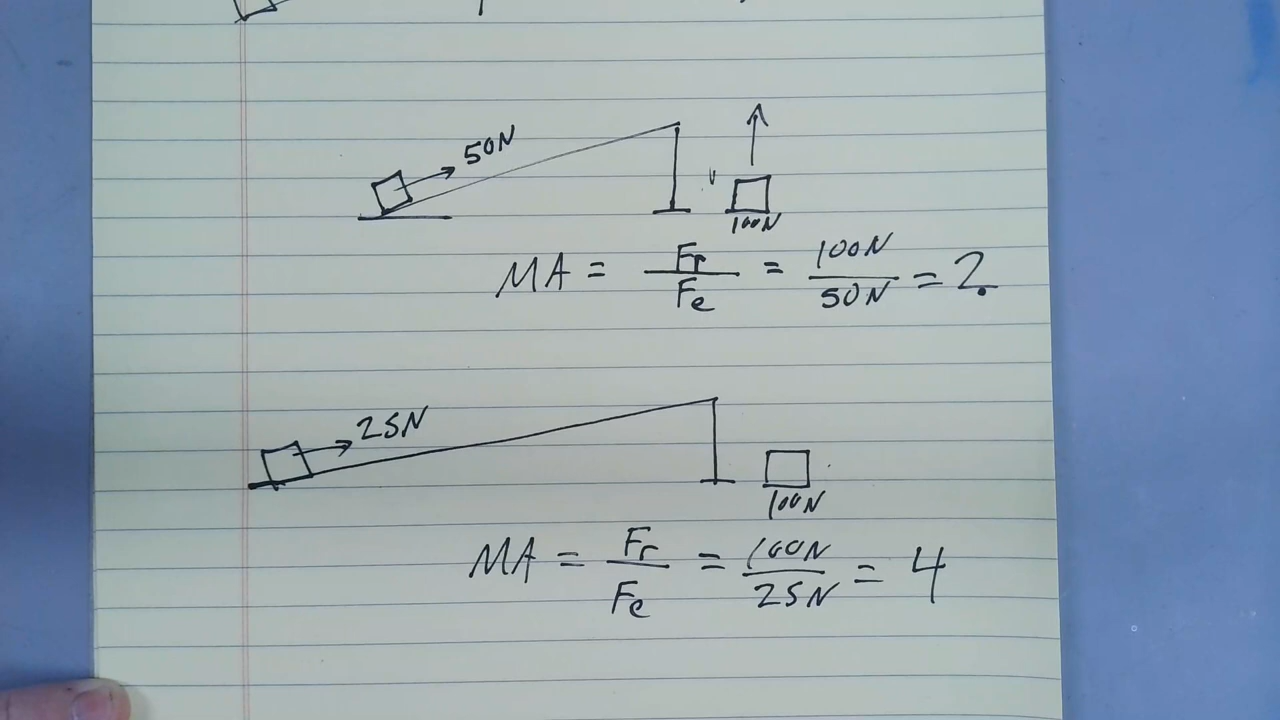 50N
100N
MA = Fr/Fe = 100N/50N = 2.
25N
100N
MA = Fr/Fe = 100N/25N = 4